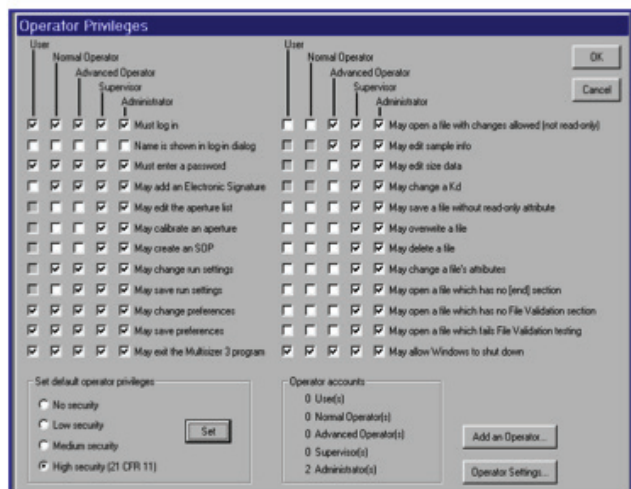 Operator Privileges
User
Normal Operator
Advanced Operator
Supervisor
Administrator
Must log in
Name is shown in log-in dialog
Must enter a password
May add an Electronic Signature
May edit the aperture list
May calibrate an aperture
May create an SOP
May change run settings
May save run settings
May change preferences
May save preferences
May exit the Multisizer 3 program
User
Normal Operator
Advanced Operator
Supervisor
Administrator
May open a file with changes allowed (not read-only)
May edit sample info
May edit size data
May change a Kd
May save a file without read-only attribute
May overwrite a file
May delete a file
May change a file's attributes
May open a file which has no [end] section
May open a file which has no File Validation section
May open a file which fails File Validation testing
May allow Windows to shut down
OK
Cancel
Set default operator privileges
No security
Low security
Medium security
High security (21 CFR 11)
Set
Operator accounts
0 User(s)
0 Normal Operator(s)
0 Advanced Operator(s)
0 Supervisor(s)
2 Administrator(s)
Add an Operator...
Operator Settings...